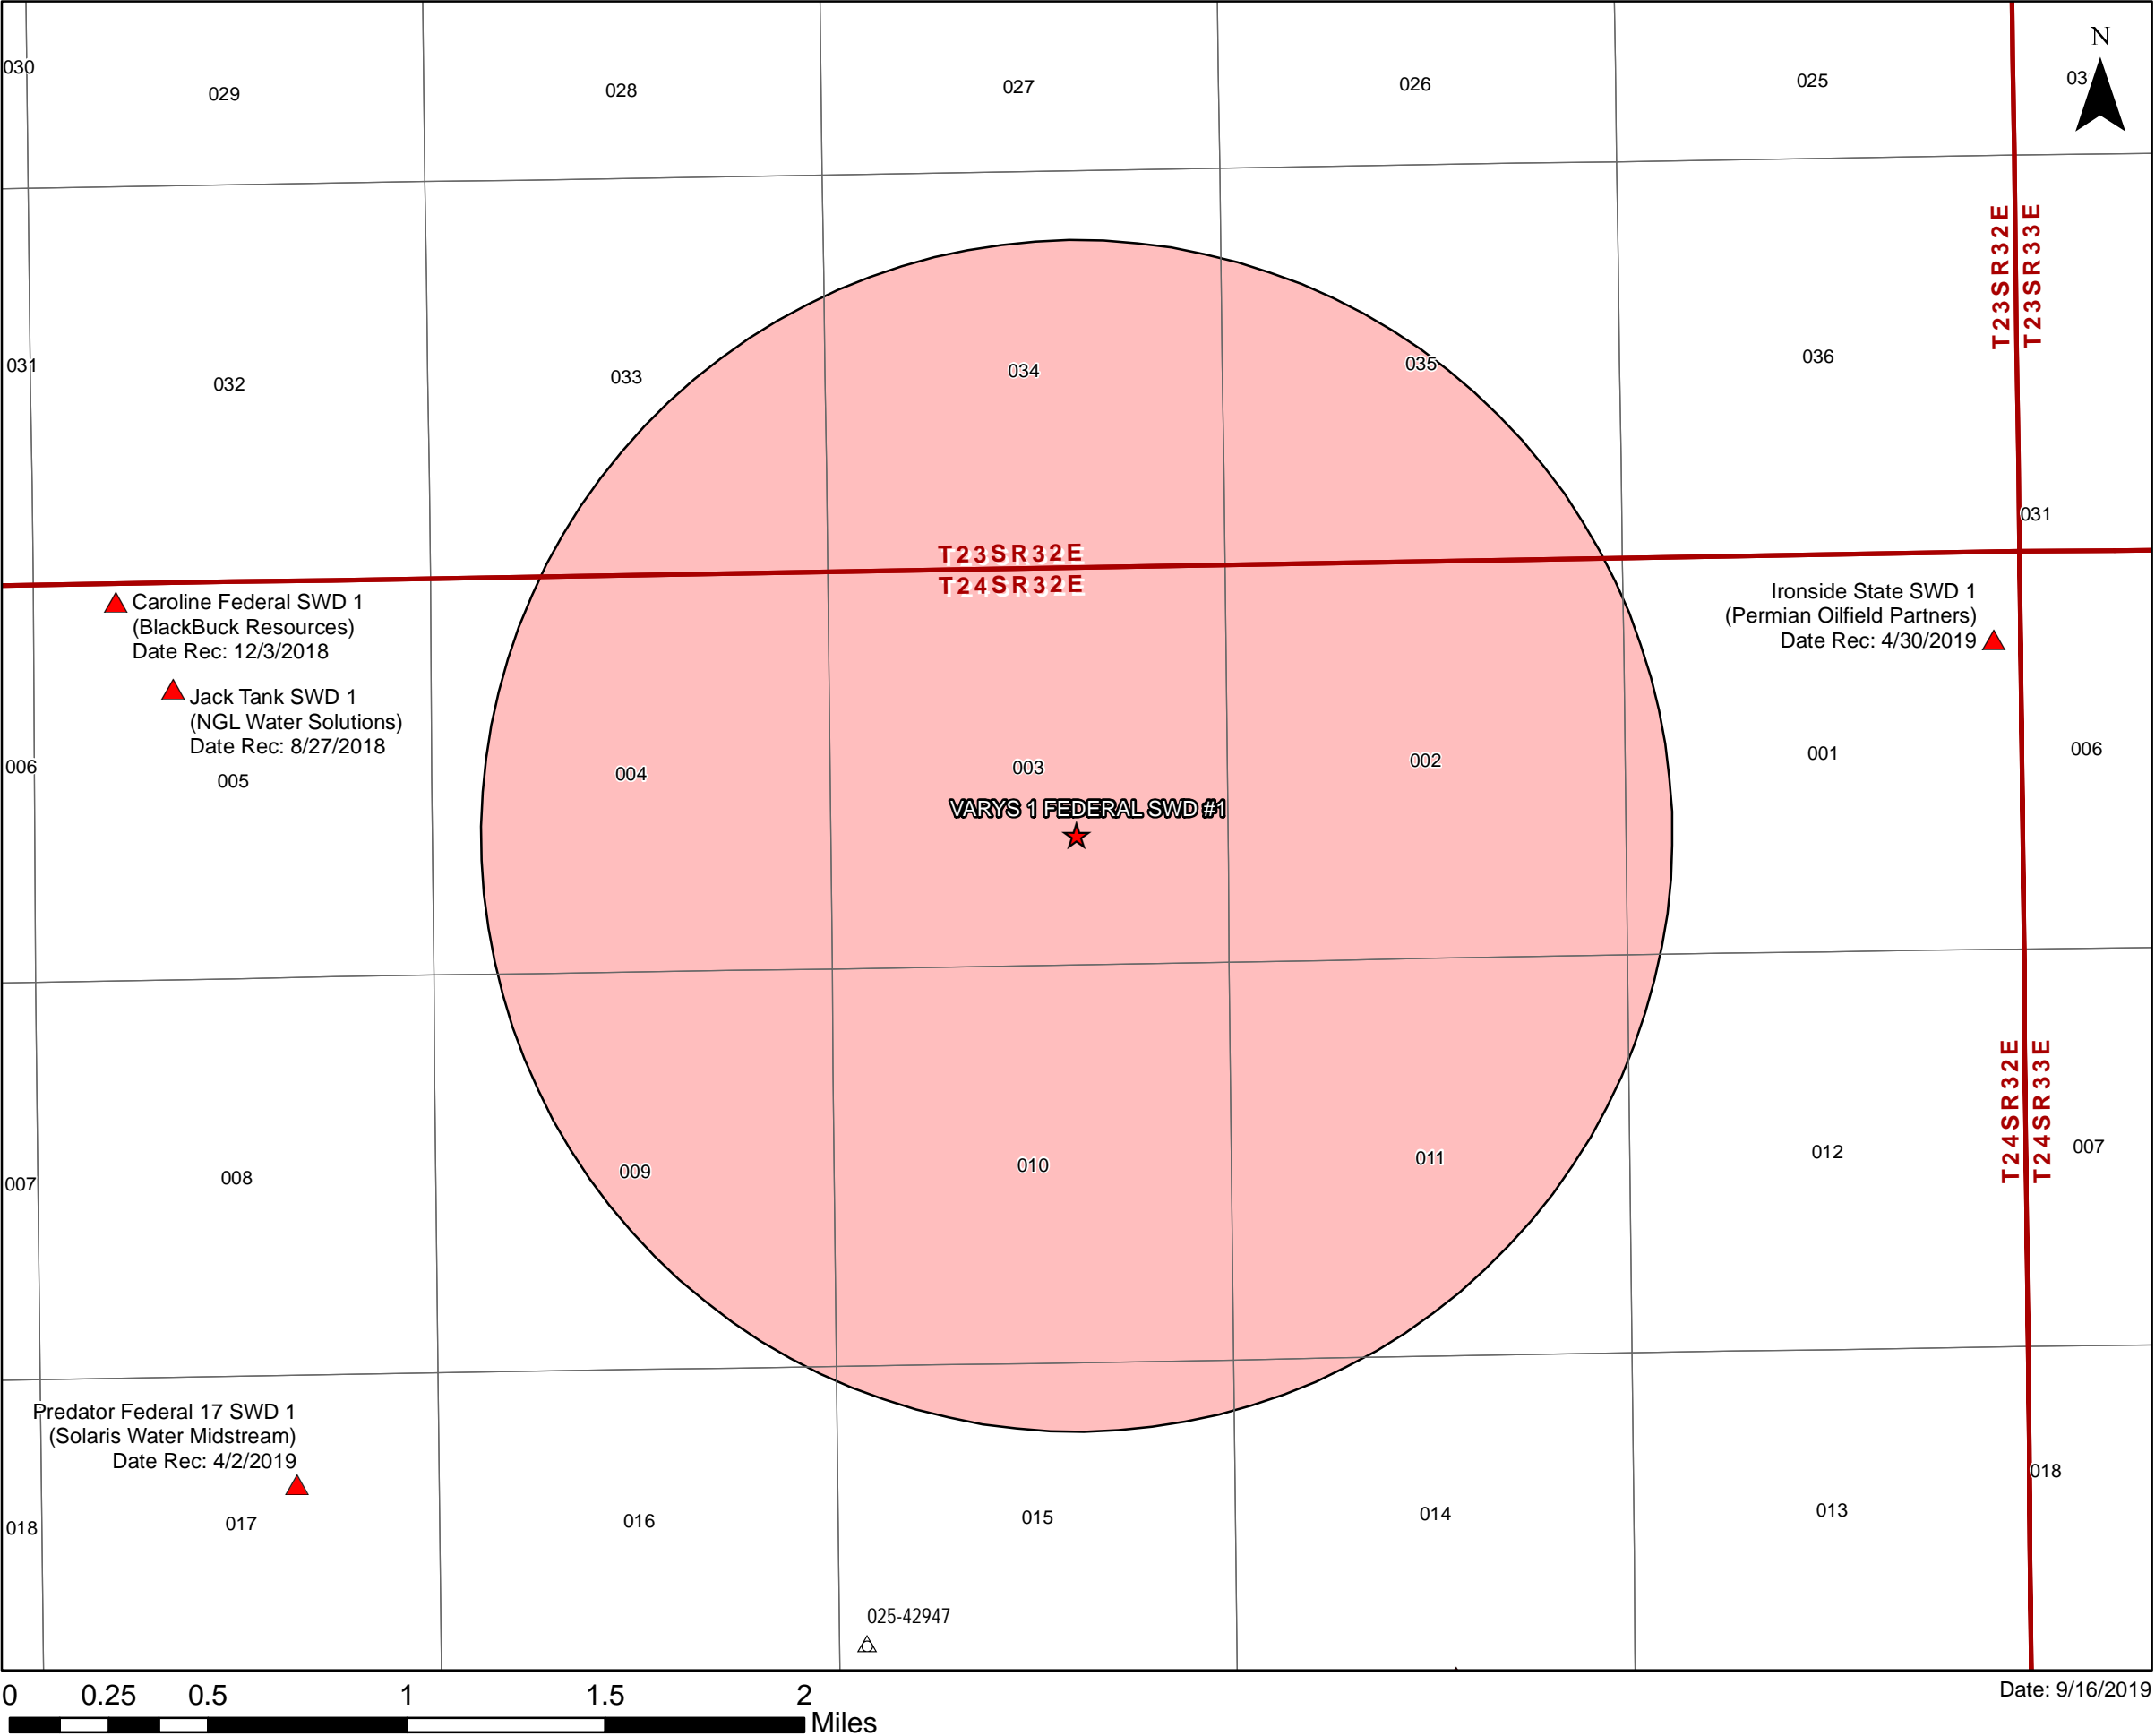 N
030
029
028
027
026
025
03
T23SR32E
T23SR33E
031
032
033
034
035
036
031
T23SR32E
T24SR32E
Caroline Federal SWD 1
(BlackBuck Resources)
Date Rec: 12/3/2018
Ironside State SWD 1
(Permian Oilfield Partners)
Date Rec: 4/30/2019
Jack Tank SWD 1
(NGL Water Solutions)
Date Rec: 8/27/2018
006
005
004
003
002
001
006
VARYS 1 FEDERAL SWD #1
T24SR32E
T24SR33E
007
008
009
010
011
012
007
Predator Federal 17 SWD 1
(Solaris Water Midstream)
Date Rec: 4/2/2019
018
017
016
015
014
013
018
025-42947
0 0.25 0.5 1 1.5 2
Miles
Date: 9/16/2019